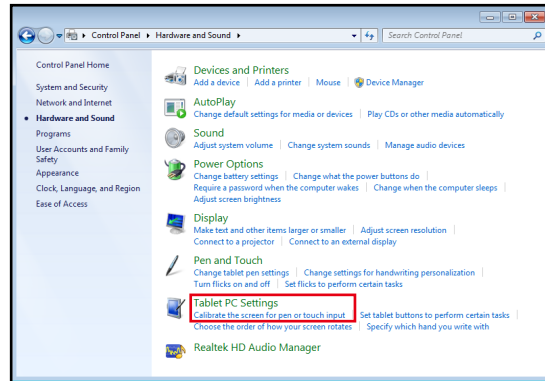 Control Panel ▸ Hardware and Sound ▸
Search Control Panel
Control Panel Home
System and Security
Network and Internet
Hardware and Sound
Programs
User Accounts and Family
Safety
Appearance
Clock, Language, and Region
Ease of Access
Devices and Printers
Add a device | Add a printer | Mouse | Device Manager
AutoPlay
Change default settings for media or devices | Play CDs or other media automatically
Sound
Adjust system volume | Change system sounds | Manage audio devices
Power Options
Change battery settings | Change what the power buttons do |
Require a password when the computer wakes | Change when the computer sleeps |
Adjust screen brightness
Display
Make text and other items larger or smaller | Adjust screen resolution |
Connect to a projector | Connect to an external display
Pen and Touch
Change tablet pen settings | Change settings for handwriting personalization |
Turn flicks on and off | Set flicks to perform certain tasks
Tablet PC Settings
Calibrate the screen for pen or touch input | Set tablet buttons to perform certain tasks |
Choose the order of how your screen rotates | Specify which hand you write with
Realtek HD Audio Manager